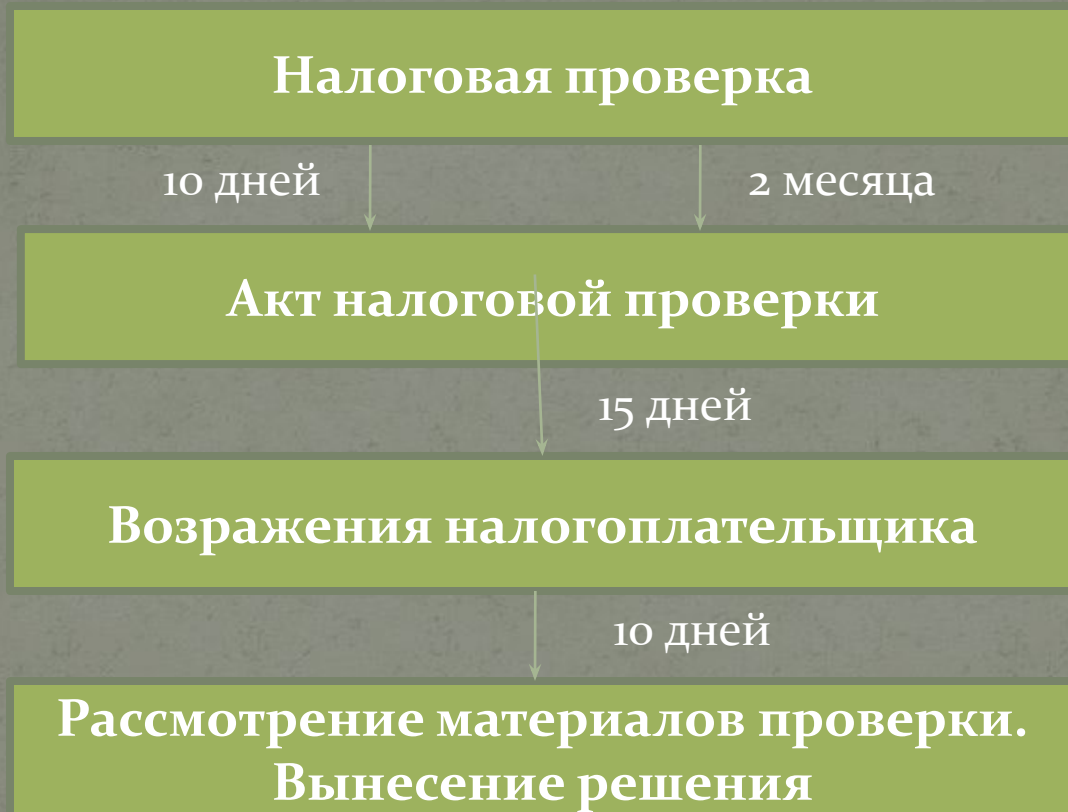 Налоговая проверка
10 дней
2 месяца
Акт налоговой проверки
15 дней
Возражения налогоплательщика
10 дней
Рассмотрение материалов проверки.
Вынесение решения